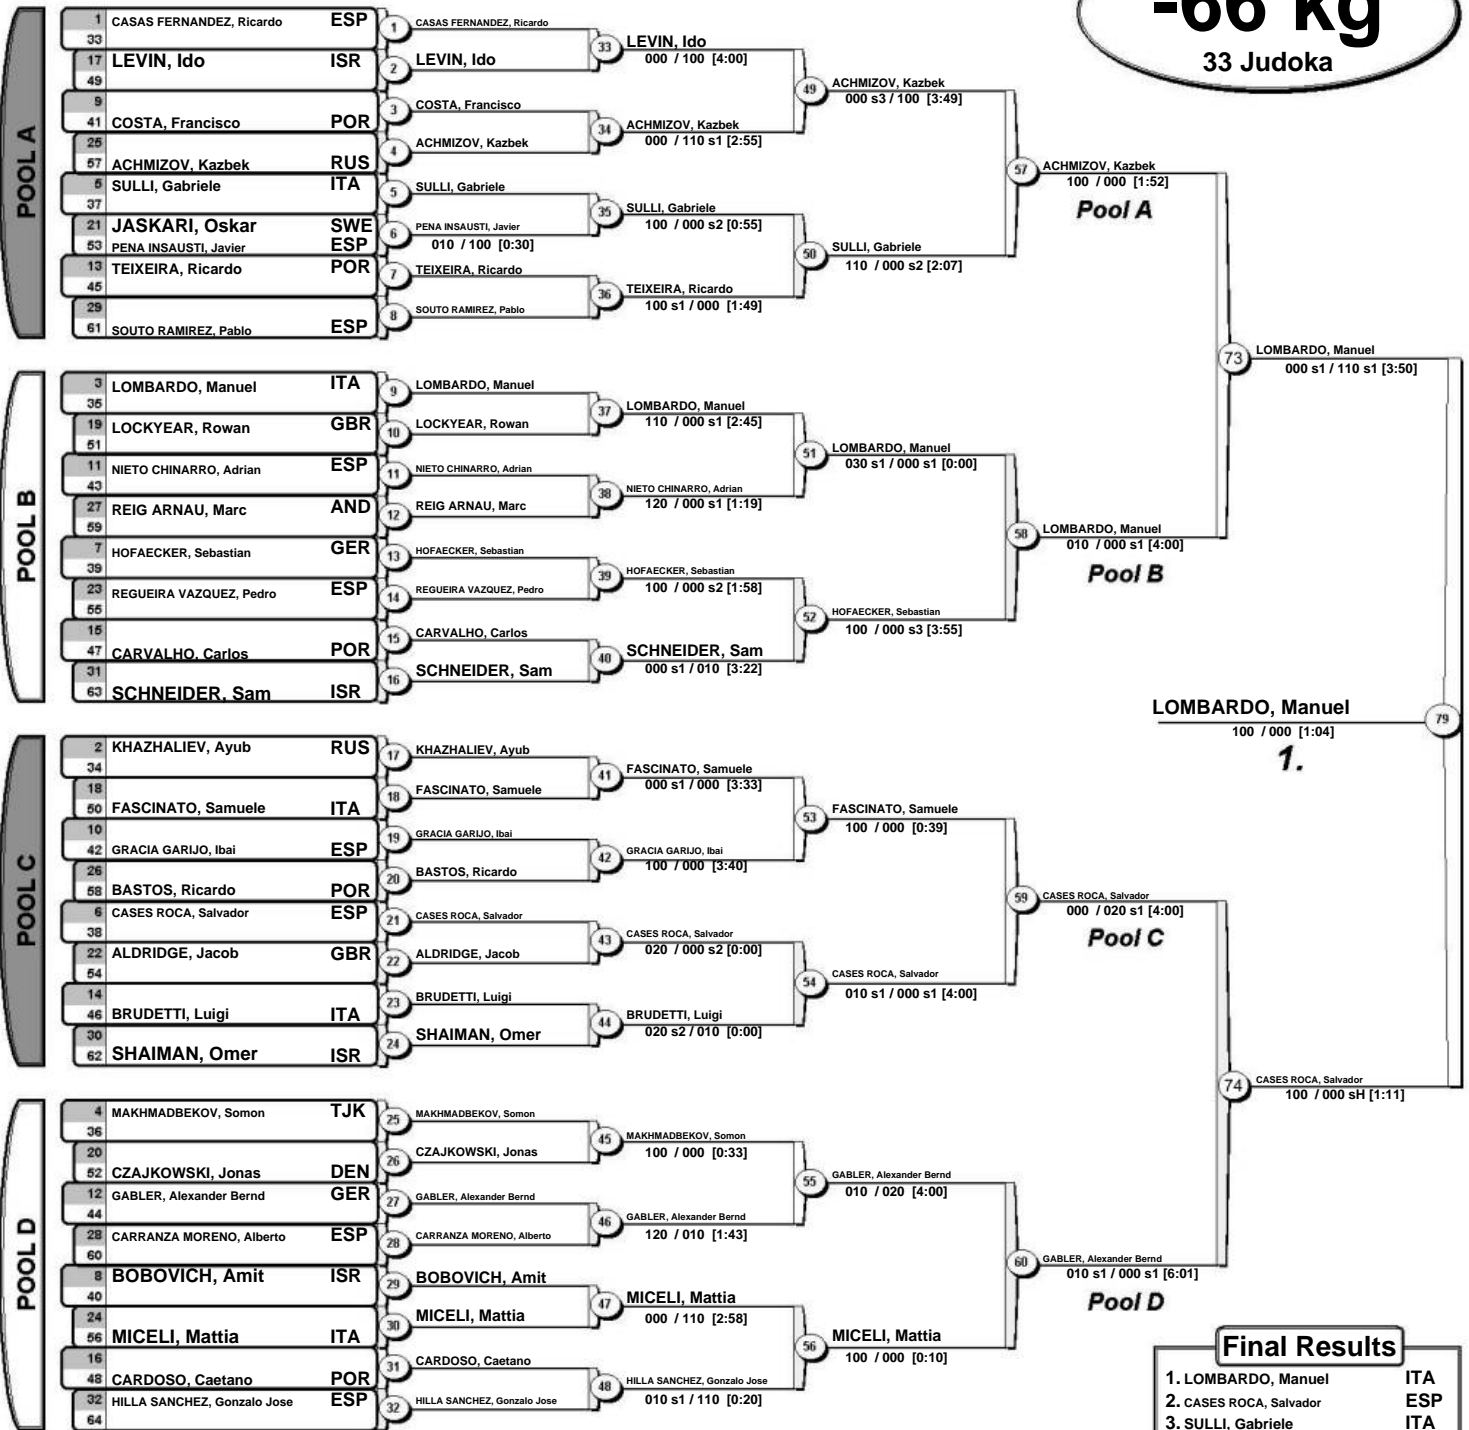 -66 kg
33 Judoka
POOL A
1 CASAS FERNANDEZ, Ricardo ESP
33
17 LEVIN, Ido ISR
49
9
41 COSTA, Francisco POR
25
57 ACHMIZOV, Kazbek RUS
5 SULLI, Gabriele ITA
37
21 JASKARI, Oskar SWE
53 PENA INSAUSTI, Javier ESP
13 TEIXEIRA, Ricardo POR
45
29
61 SOUTO RAMIREZ, Pablo ESP
1 CASAS FERNANDEZ, Ricardo
2 LEVIN, Ido
3 COSTA, Francisco
4 ACHMIZOV, Kazbek
5 SULLI, Gabriele
6 PENA INSAUSTI, Javier
010 / 100 [0:30]
7 TEIXEIRA, Ricardo
8 SOUTO RAMIREZ, Pablo
33 LEVIN, Ido
000 / 100 [4:00]
34 ACHMIZOV, Kazbek
000 / 110 s1 [2:55]
35 SULLI, Gabriele
100 / 000 s2 [0:55]
36 TEIXEIRA, Ricardo
100 s1 / 000 [1:49]
49 ACHMIZOV, Kazbek
000 s3 / 100 [3:49]
50 SULLI, Gabriele
110 / 000 s2 [2:07]
57 ACHMIZOV, Kazbek
100 / 000 [1:52]
Pool A
POOL B
3 LOMBARDO, Manuel ITA
35
19 LOCKYEAR, Rowan GBR
51
11 NIETO CHINARRO, Adrian ESP
43
27 REIG ARNAU, Marc AND
59
7 HOFAECKER, Sebastian GER
39
23 REGUEIRA VAZQUEZ, Pedro ESP
55
15
47 CARVALHO, Carlos POR
31
63 SCHNEIDER, Sam ISR
9 LOMBARDO, Manuel
10 LOCKYEAR, Rowan
11 NIETO CHINARRO, Adrian
12 REIG ARNAU, Marc
13 HOFAECKER, Sebastian
14 REGUEIRA VAZQUEZ, Pedro
15 CARVALHO, Carlos
16 SCHNEIDER, Sam
37 LOMBARDO, Manuel
110 / 000 s1 [2:45]
38 NIETO CHINARRO, Adrian
120 / 000 s1 [1:19]
39 HOFAECKER, Sebastian
100 / 000 s2 [1:58]
40 SCHNEIDER, Sam
000 s1 / 010 [3:22]
51 LOMBARDO, Manuel
030 s1 / 000 s1 [0:00]
52 HOFAECKER, Sebastian
100 / 000 s3 [3:55]
58 LOMBARDO, Manuel
010 / 000 s1 [4:00]
Pool B
73 LOMBARDO, Manuel
000 s1 / 110 s1 [3:50]
LOMBARDO, Manuel 79
100 / 000 [1:04]
1.
POOL C
2 KHAZHALIEV, Ayub RUS
34
18
50 FASCINATO, Samuele ITA
10
42 GRACIA GARIJO, Ibai ESP
26
58 BASTOS, Ricardo POR
6 CASES ROCA, Salvador ESP
38
22 ALDRIDGE, Jacob GBR
54
14
46 BRUDETTI, Luigi ITA
30
62 SHAIMAN, Omer ISR
17 KHAZHALIEV, Ayub
18 FASCINATO, Samuele
19 GRACIA GARIJO, Ibai
20 BASTOS, Ricardo
21 CASES ROCA, Salvador
22 ALDRIDGE, Jacob
23 BRUDETTI, Luigi
24 SHAIMAN, Omer
41 FASCINATO, Samuele
000 s1 / 000 [3:33]
42 GRACIA GARIJO, Ibai
100 / 000 [3:40]
43 CASES ROCA, Salvador
020 / 000 s2 [0:00]
44 BRUDETTI, Luigi
020 s2 / 010 [0:00]
53 FASCINATO, Samuele
100 / 000 [0:39]
54 CASES ROCA, Salvador
010 s1 / 000 s1 [4:00]
59 CASES ROCA, Salvador
000 / 020 s1 [4:00]
Pool C
74 CASES ROCA, Salvador
100 / 000 sH [1:11]
POOL D
4 MAKHMADBEKOV, Somon TJK
36
20
52 CZAJKOWSKI, Jonas DEN
12 GABLER, Alexander Bernd GER
44
28 CARRANZA MORENO, Alberto ESP
60
8 BOBOVICH, Amit ISR
40
24
56 MICELI, Mattia ITA
16
48 CARDOSO, Caetano POR
32 HILLA SANCHEZ, Gonzalo Jose ESP
64
25 MAKHMADBEKOV, Somon
26 CZAJKOWSKI, Jonas
27 GABLER, Alexander Bernd
28 CARRANZA MORENO, Alberto
29 BOBOVICH, Amit
30 MICELI, Mattia
31 CARDOSO, Caetano
32 HILLA SANCHEZ, Gonzalo Jose
45 MAKHMADBEKOV, Somon
100 / 000 [0:33]
46 GABLER, Alexander Bernd
120 / 010 [1:43]
47 MICELI, Mattia
000 / 110 [2:58]
48 HILLA SANCHEZ, Gonzalo Jose
010 s1 / 110 [0:20]
55 GABLER, Alexander Bernd
010 / 020 [4:00]
56 MICELI, Mattia
100 / 000 [0:10]
60 GABLER, Alexander Bernd
010 s1 / 000 s1 [6:01]
Pool D
Final Results
1. LOMBARDO, Manuel ITA
2. CASES ROCA, Salvador ESP
3. SULLI, Gabriele ITA